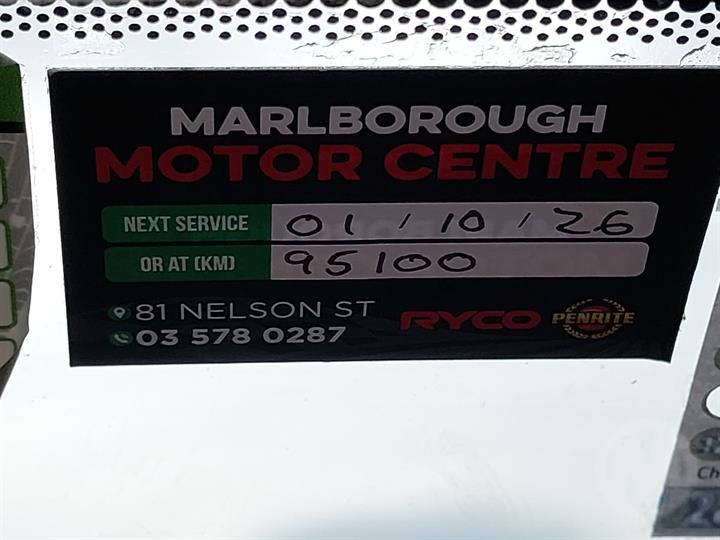 MARLBOROUGH
MOTOR CENTRE
NEXT SERVICE 01 / 10 / 26
OR AT (KM) 95100
81 NELSON ST
03 578 0287
RYCO PENRITE
Ch